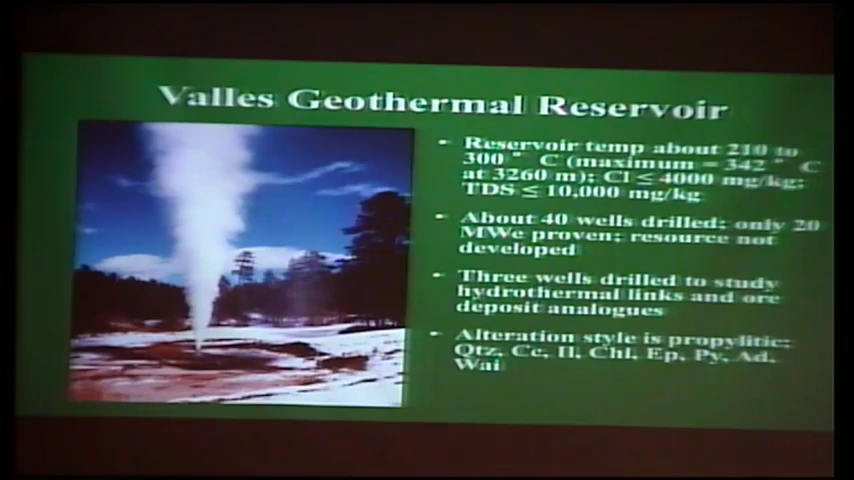 Valles Geothermal Reservoir
- Reservoir temp about 210 to
300 ° C (maximum = 342 ° C
at 3260 m); Cl ≤ 4000 mg/kg;
TDS ≤ 10,000 mg/kg
- About 40 wells drilled; only 20
MWe proven; resource not
developed
- Three wells drilled to study
hydrothermal links and ore
deposit analogues
- Alteration style is propylitic:
Qtz, Cc, Il, Chl, Ep, Py, Ad,
Wai